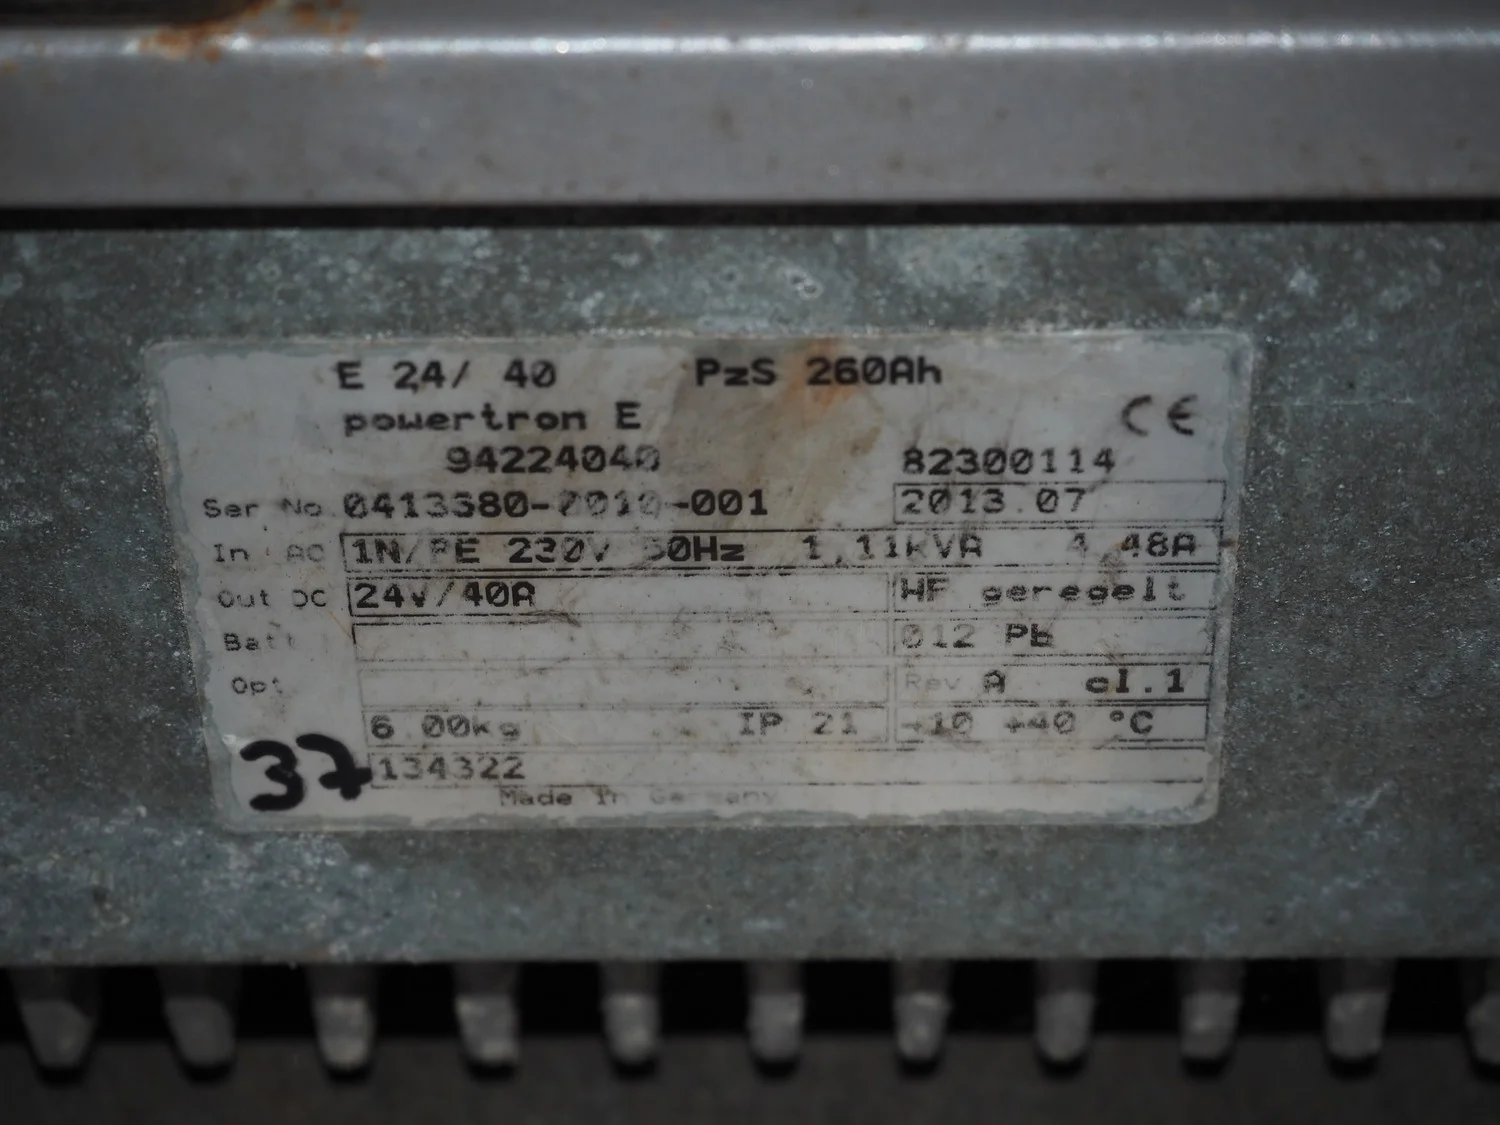 E 24/ 40 PzS 260Ah
powertron E CE
94224040 82300114
Ser. No. 0413380-0010-001 2013.07
In AC 1N/PE 230V 50Hz 1,11kVA 4,48A
Out DC 24V/40A HF geregelt
Batt 012 Pb
Opt Rev A cl.1
6.00kg IP 21 -10 +40 °C
37 134322
Made in Germany